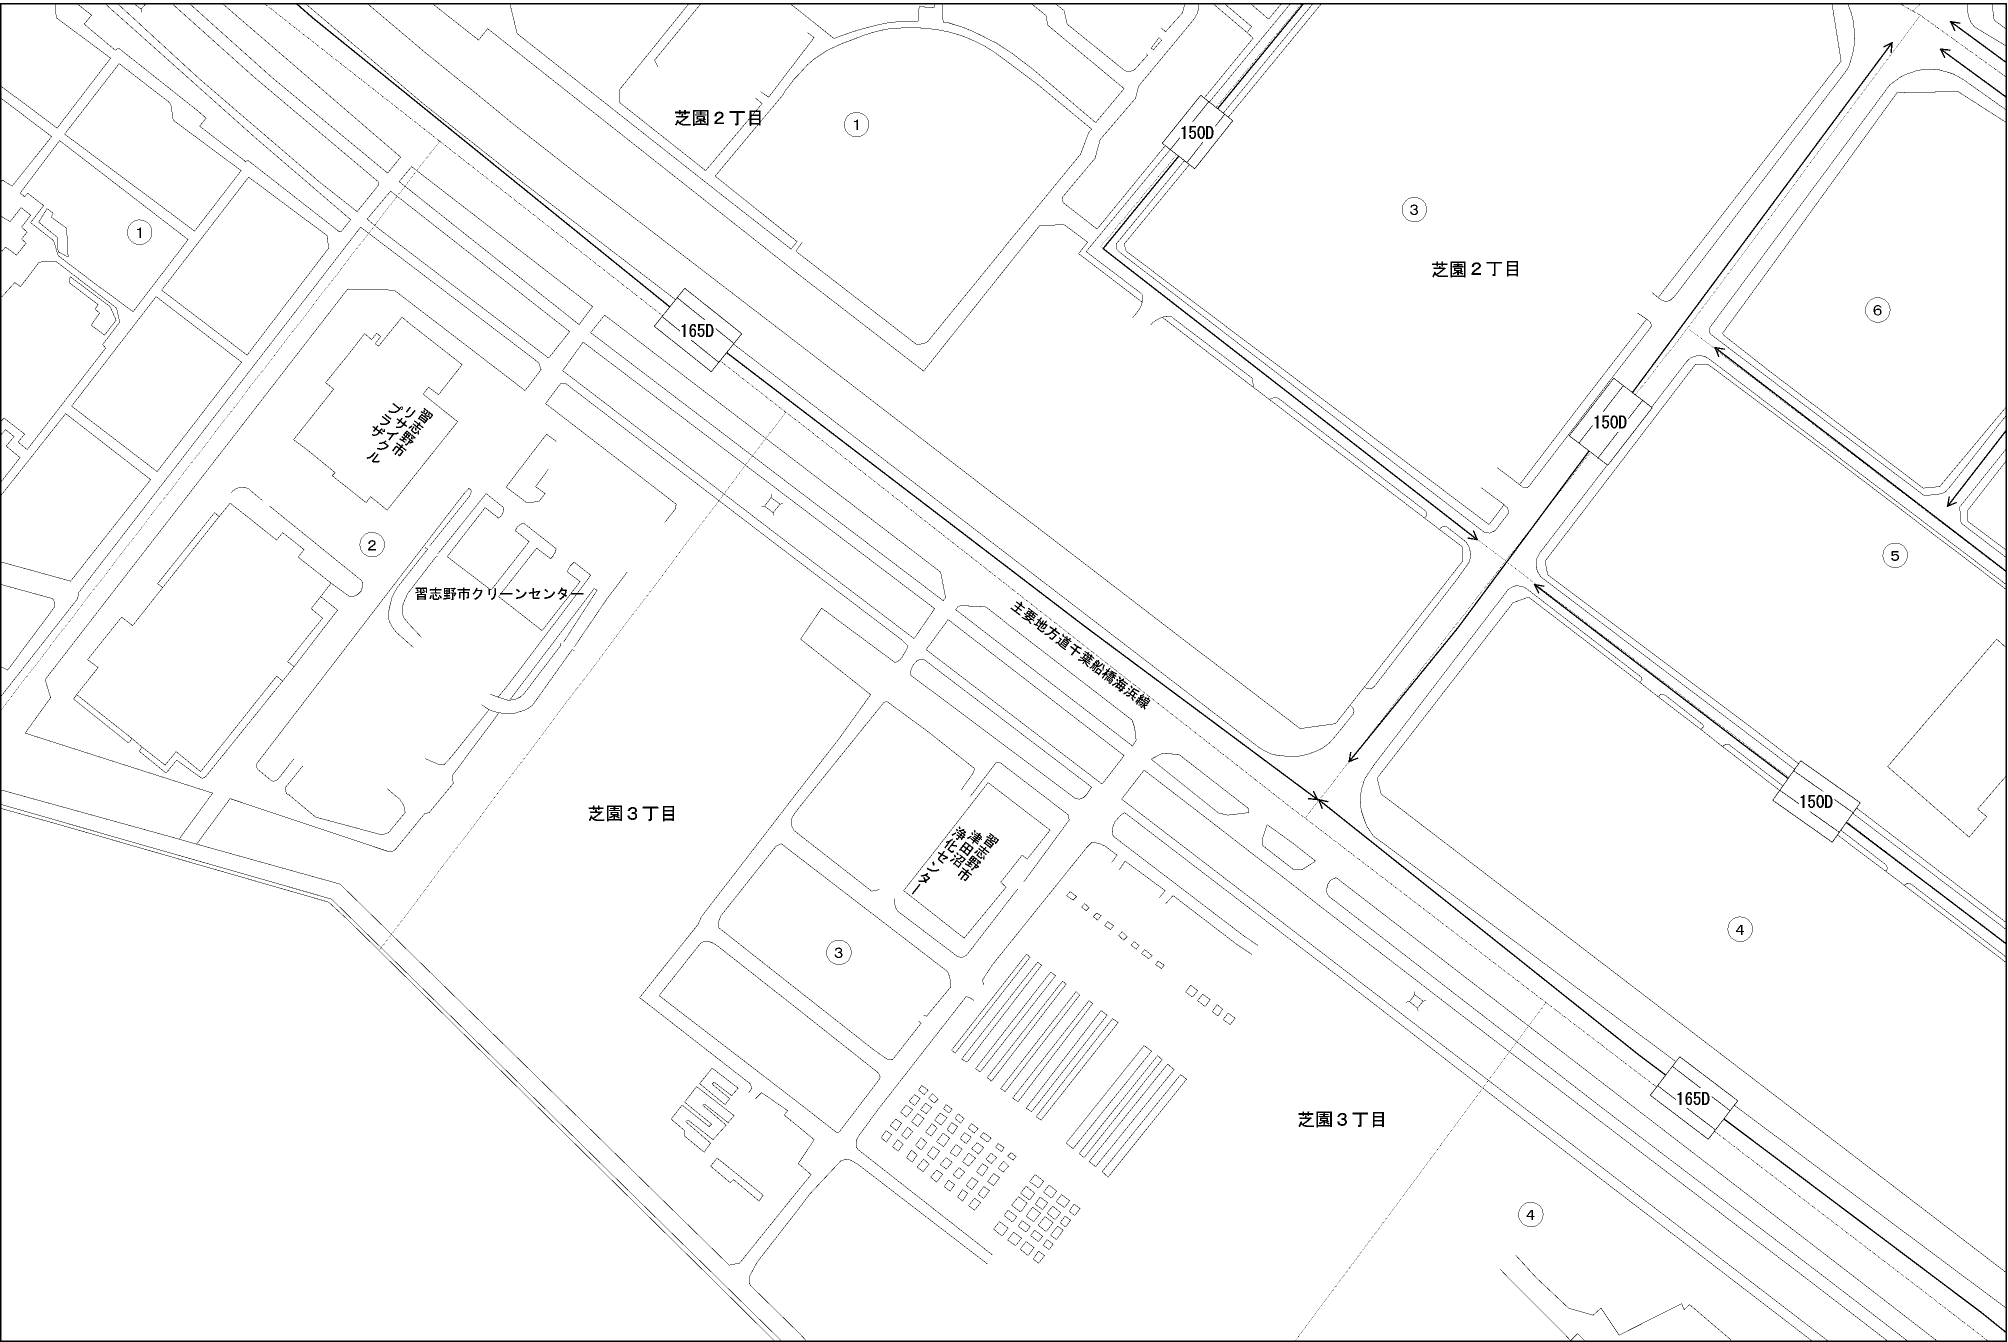 芝園２丁目
1
150D
3
1
芝園２丁目
6
165D
習志野市
リサイクル
プラザ
150D
2
5
習志野市クリーンセンター
主要地方道千葉船橋海浜線
芝園３丁目
150D
習志野市
津田沼
浄化センター
4
3
165D
芝園３丁目
4